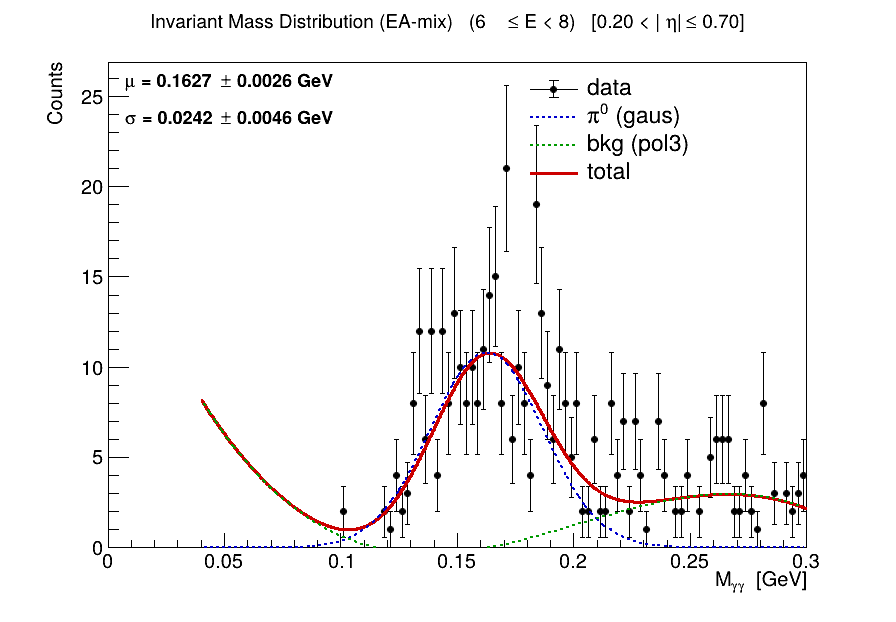 Invariant Mass Distribution (EA-mix) (6 ≤ E < 8) [0.20 < | η| ≤ 0.70]
Counts
μ = 0.1627 ± 0.0026 GeV
σ = 0.0242 ± 0.0046 GeV
data
π⁰ (gaus)
bkg (pol3)
total
25
20
15
10
5
0
0 0.05 0.1 0.15 0.2 0.25 0.3
Mγγ [GeV]